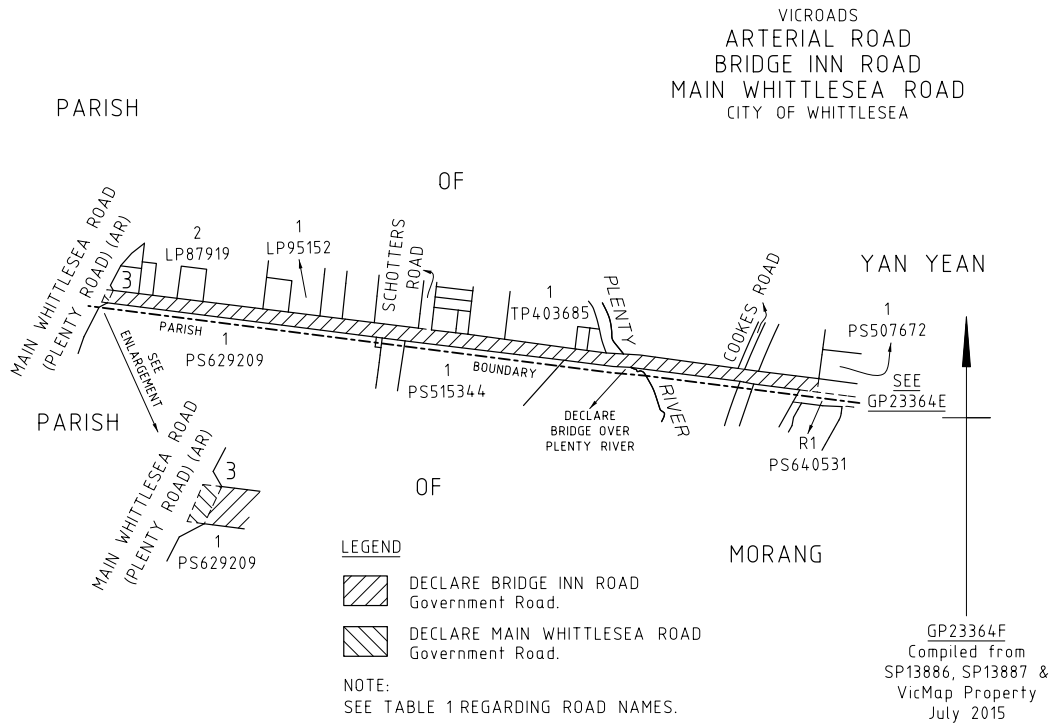 VICROADS
ARTERIAL ROAD
BRIDGE INN ROAD
MAIN WHITTLESEA ROAD
CITY OF WHITTLESEA
PARISH
OF
YAN YEAN
MAIN WHITTLESEA ROAD
(PLENTY ROAD) (AR)
3
2
LP87919
1
LP95152
SCHOTTERS
ROAD
1
TP403685
PLENTY
COOKES ROAD
1
PS507672
SEE
GP23364E
PARISH
1
PS629209
SEE
ENLARGEMENT
1
PS515344
BOUNDARY
DECLARE
BRIDGE OVER
PLENTY RIVER
RIVER
R1
PS640531
PARISH
OF
MORANG
MAIN WHITTLESEA ROAD
(PLENTY ROAD) (AR)
3
1
PS629209
LEGEND
DECLARE BRIDGE INN ROAD
Government Road.
DECLARE MAIN WHITTLESEA ROAD
Government Road.
NOTE:
SEE TABLE 1 REGARDING ROAD NAMES.
GP23364F
Compiled from
SP13886, SP13887 &
VicMap Property
July 2015